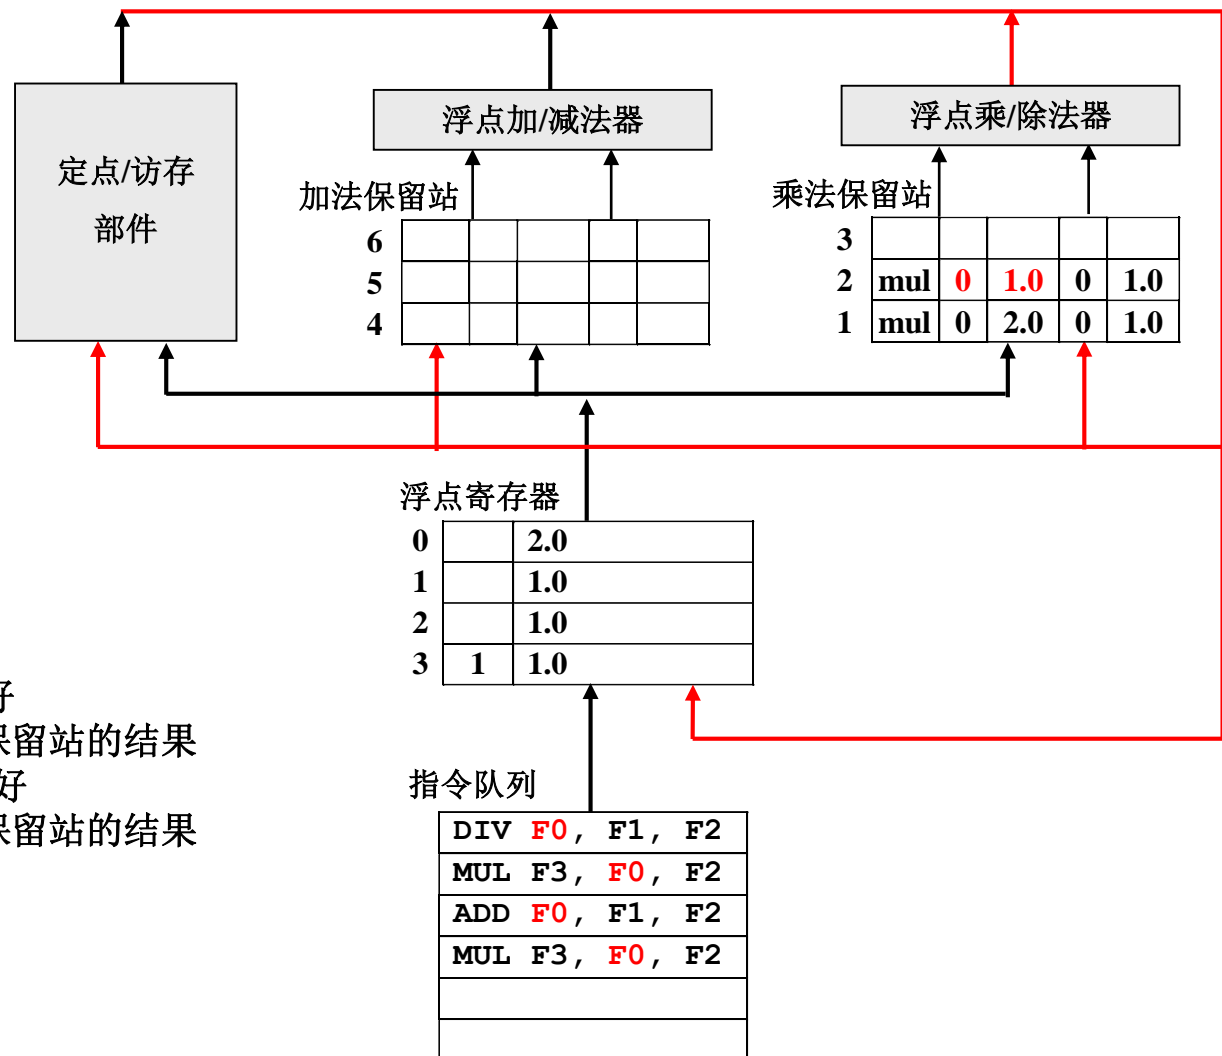 定点/访存
部件
浮点加/减法器
浮点乘/除法器
加法保留站
6
5
4
乘法保留站
3
2 mul 0 1.0 0 1.0
1 mul 0 2.0 0 1.0
浮点寄存器
0 2.0
1 1.0
2 1.0
3 1 1.0
好
保留站的结果
好
保留站的结果
指令队列
DIV F0, F1, F2
MUL F3, F0, F2
ADD F0, F1, F2
MUL F3, F0, F2